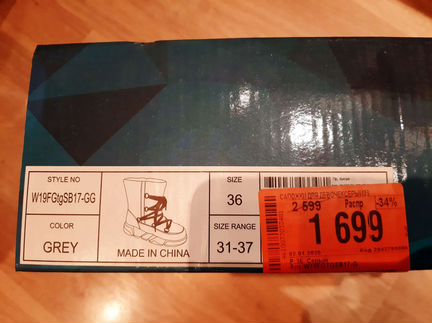 STYLE NO
W19FGtgSB17-GG
COLOR
GREY
MADE IN CHINA
SIZE
36
SIZE RANGE
31-37
САПОЖКИ ДЛЯ ДЕВОЧЕК
2 599 Распр -34%
1 699